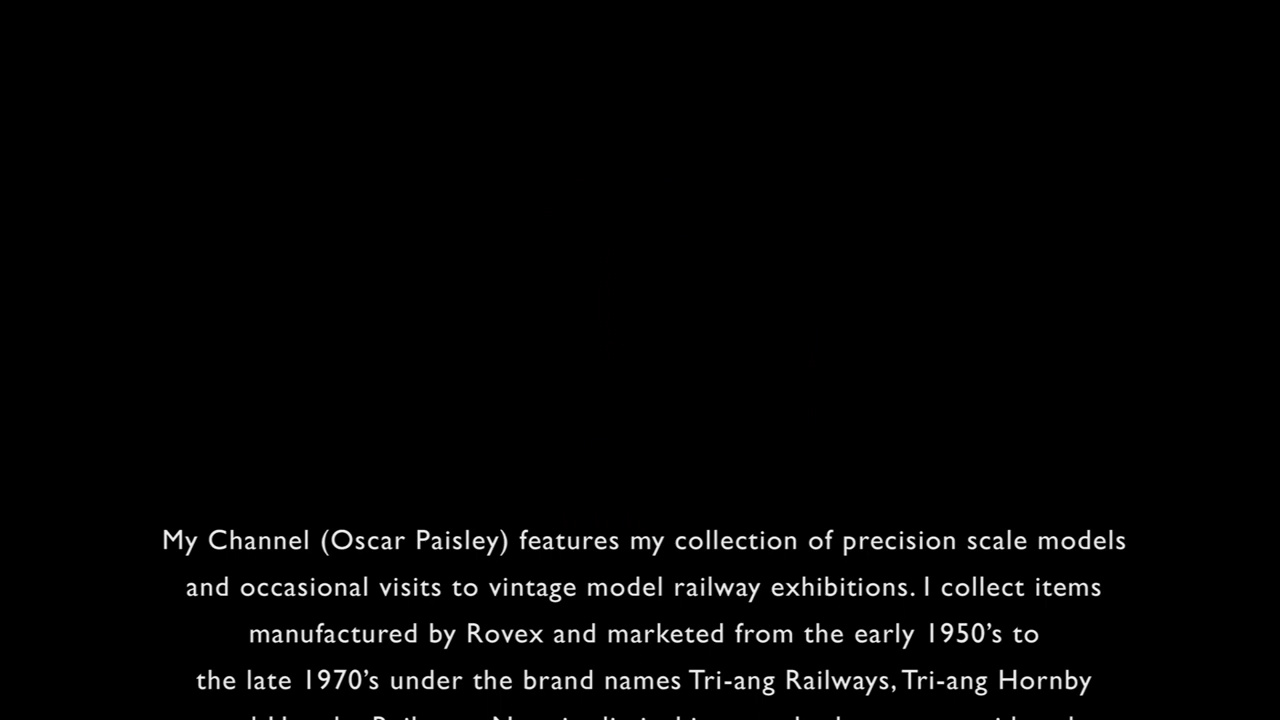 My Channel (Oscar Paisley) features my collection of precision scale models
and occasional visits to vintage model railway exhibitions. I collect items
manufactured by Rovex and marketed from the early 1950’s to
the late 1970’s under the brand names Tri-ang Railways, Tri-ang Hornby